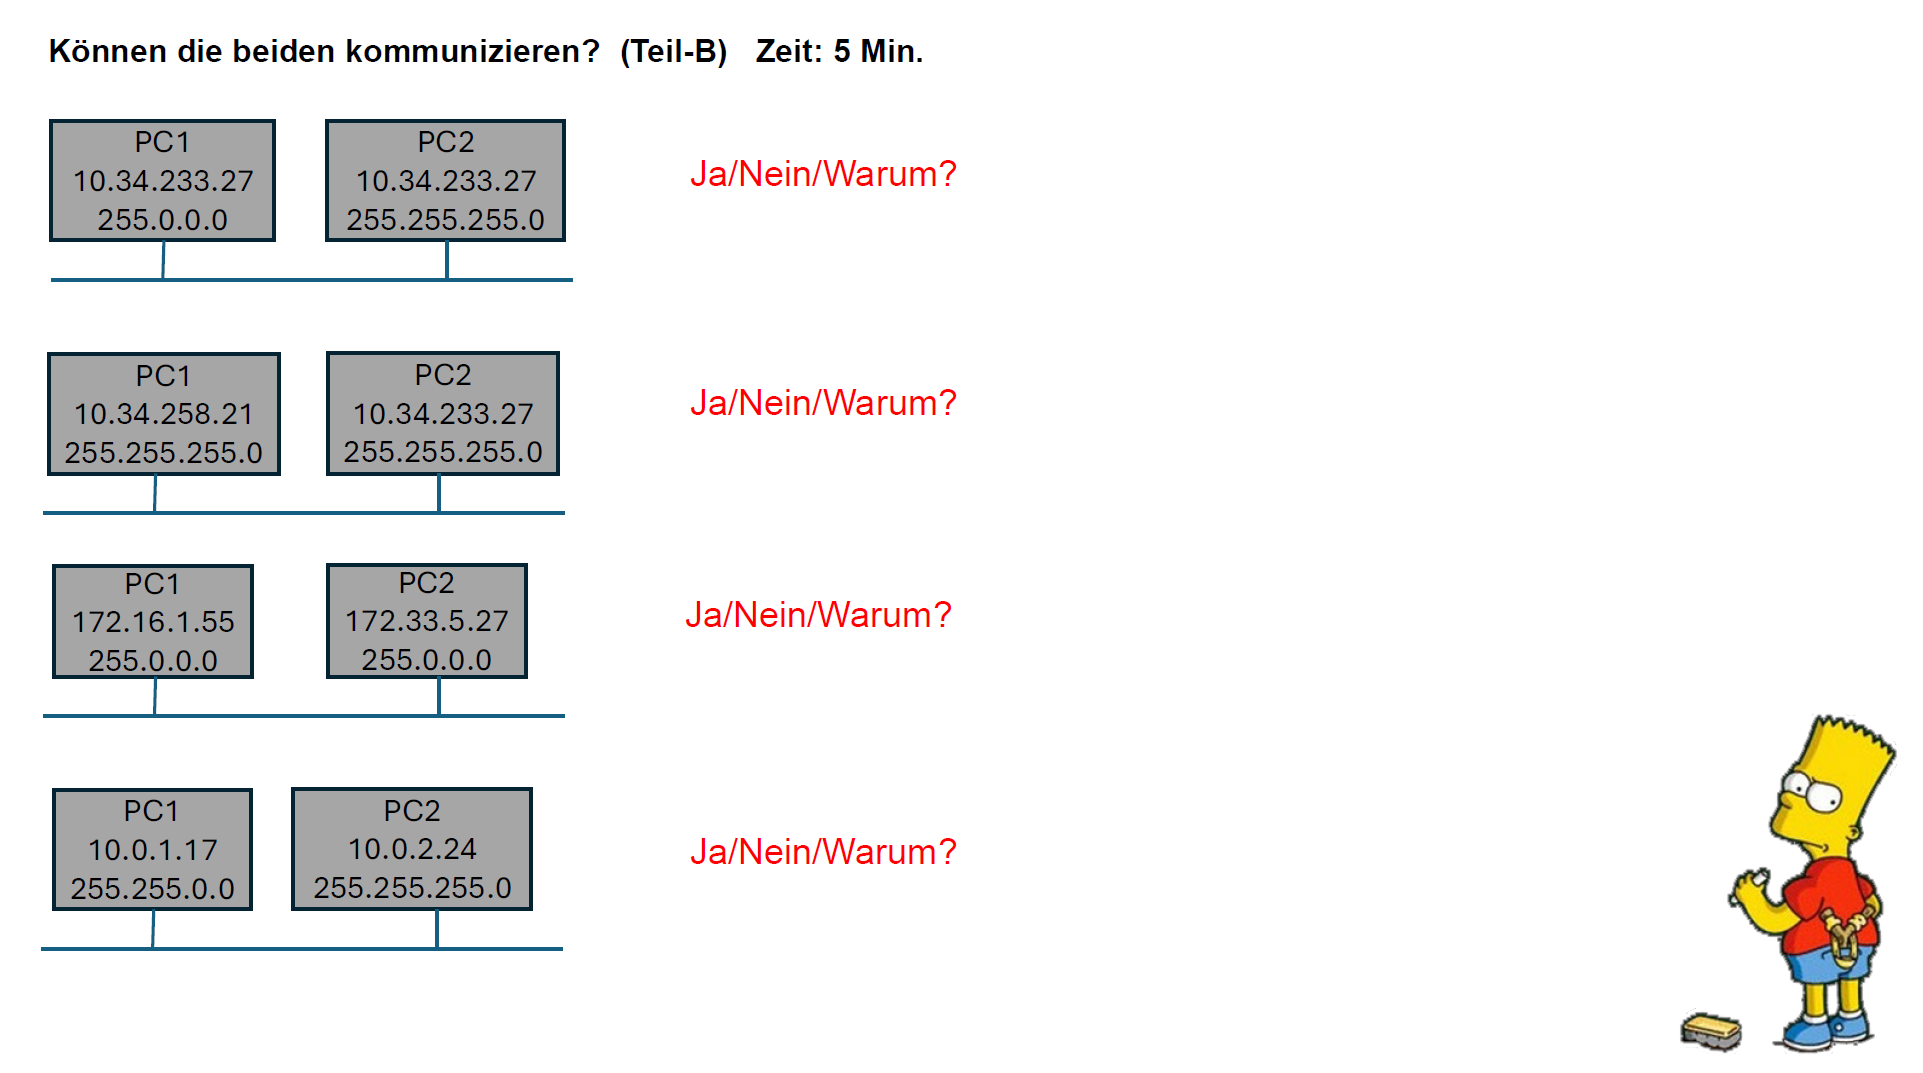 Können die beiden kommunizieren? (Teil-B) Zeit: 5 Min.
PC1
10.34.233.27
255.0.0.0
PC2
10.34.233.27
255.255.255.0
Ja/Nein/Warum?
PC1
10.34.258.21
255.255.255.0
PC2
10.34.233.27
255.255.255.0
Ja/Nein/Warum?
PC1
172.16.1.55
255.0.0.0
PC2
172.33.5.27
255.0.0.0
Ja/Nein/Warum?
PC1
10.0.1.17
255.255.0.0
PC2
10.0.2.24
255.255.255.0
Ja/Nein/Warum?